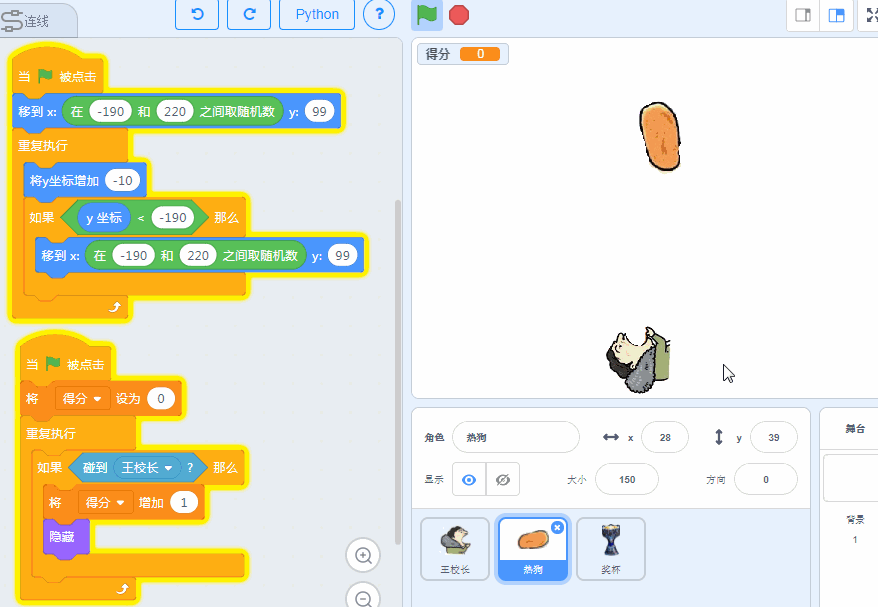 连线
Python
?
当 被点击
移到 x: 在 -190 和 220 之间取随机数 y: 99
重复执行
将y坐标增加 -10
如果 y 坐标 < -190 那么
移到 x: 在 -190 和 220 之间取随机数 y: 99
当 被点击
将 得分 设为 0
重复执行
如果 碰到 王校长 ? 那么
将 得分 增加 1
隐藏
得分 0
角色 热狗 x 28 y 39
显示 大小 150 方向 0
王校长
热狗
奖杯
舞台
背景
1